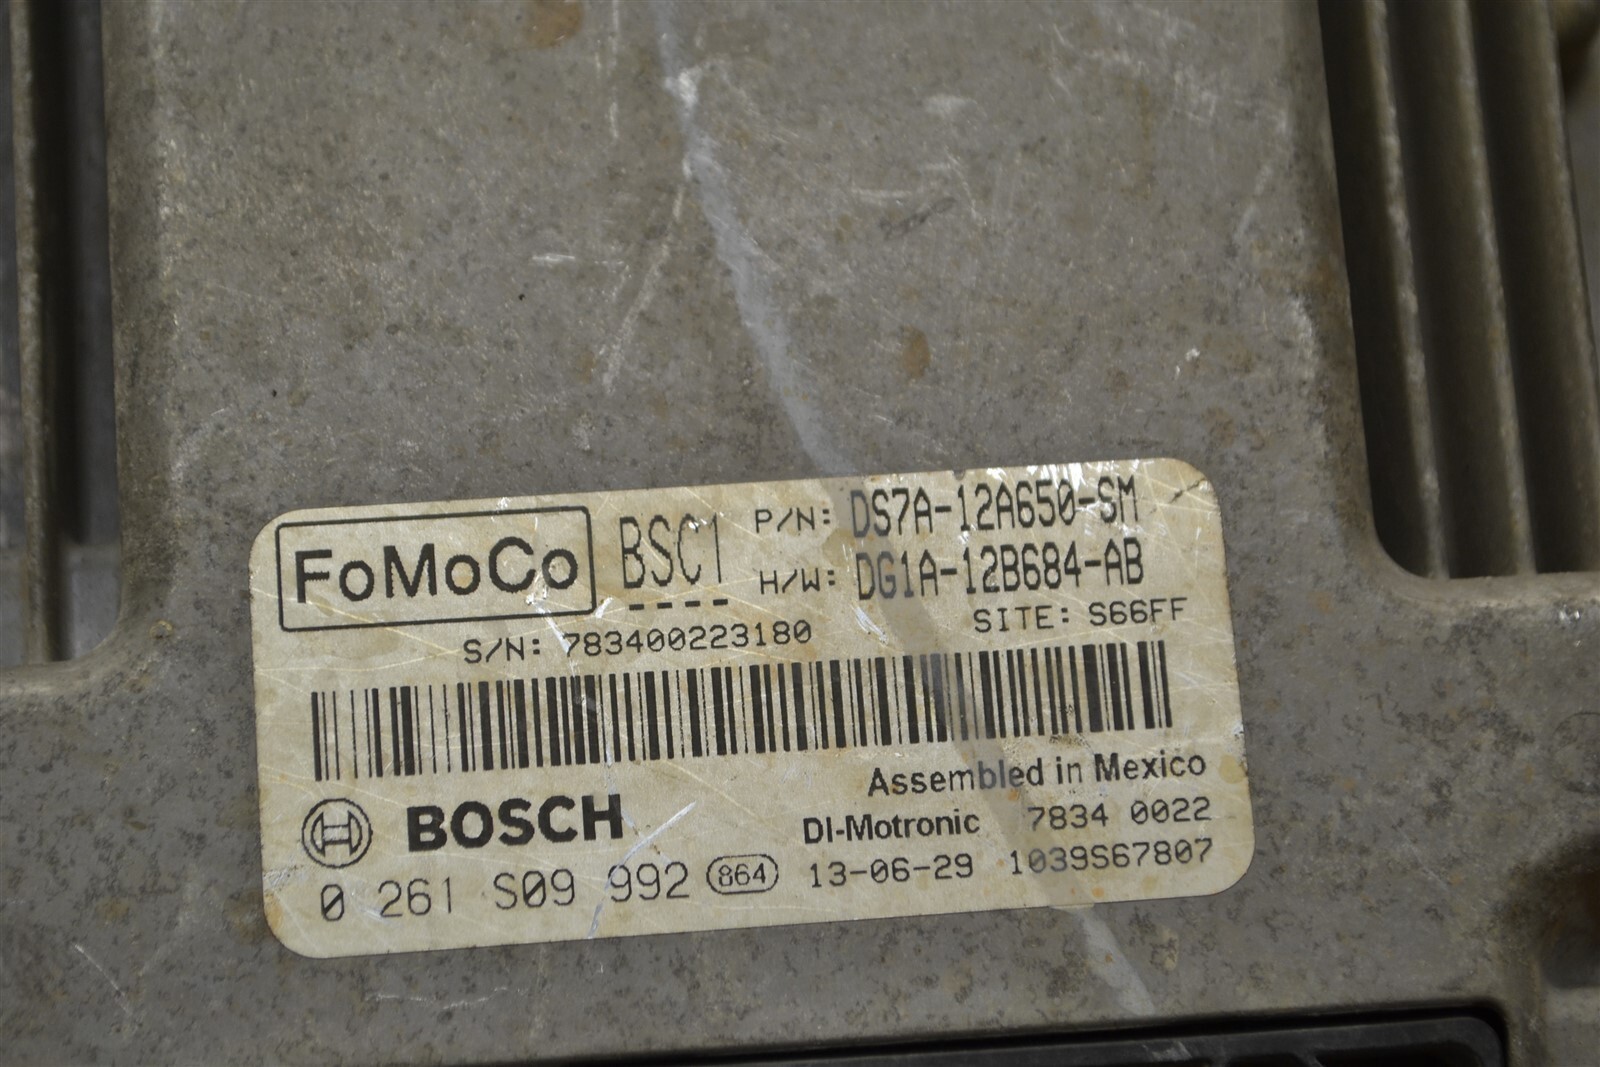 FoMoCo BSC1 P/N: DS7A-12A650-SM
H/W: DG1A-12B684-AB
S/N: 783400223180 SITE: S66FF
Assembled in Mexico
BOSCH DI-Motronic 7834 0022
0 261 S09 992 864 13-06-29 1039S67807